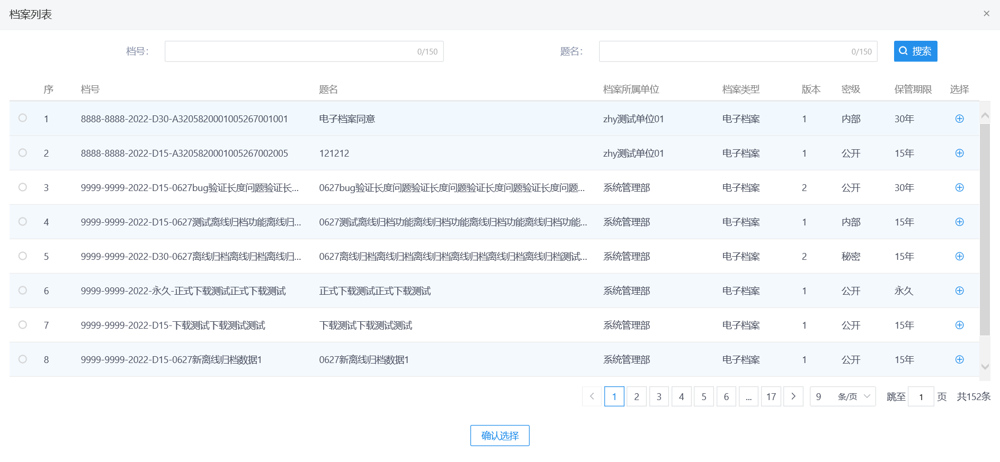 档案列表
档号: 0/150 题名: 0/150 搜索
序 档号 题名 档案所属单位 档案类型 版本 密级 保管期限 选择
1 8888-8888-2022-D30-A3205820001005267001001 电子档案同意 zhy测试单位01 电子档案 1 内部 30年
2 8888-8888-2022-D15-A3205820001005267002005 121212 zhy测试单位01 电子档案 1 公开 15年
3 9999-9999-2022-D15-0627bug验证长度问题验证长... 0627bug验证长度问题验证长度问题验证长度问题验证长度问题... 系统管理部 电子档案 2 公开 30年
4 9999-9999-2022-D15-0627测试离线归档功能离线归... 0627测试离线归档功能离线归档功能离线归档功能离线归档功能... 系统管理部 电子档案 1 内部 15年
5 9999-9999-2022-D30-0627离线归档离线归档离线归... 0627离线归档离线归档离线归档离线归档离线归档离线归档测试... 系统管理部 电子档案 2 秘密 15年
6 9999-9999-2022-永久-正式下载测试正式下载测试 正式下载测试正式下载测试 系统管理部 电子档案 1 公开 永久
7 9999-9999-2022-D15-下载测试下载测试测试 下载测试下载测试测试 系统管理部 电子档案 1 公开 15年
8 9999-9999-2022-D15-0627新离线归档数据1 0627新离线归档数据1 系统管理部 电子档案 1 公开 15年
1 2 3 4 5 6 ... 17 9 条/页 跳至 1 页 共152条
确认选择